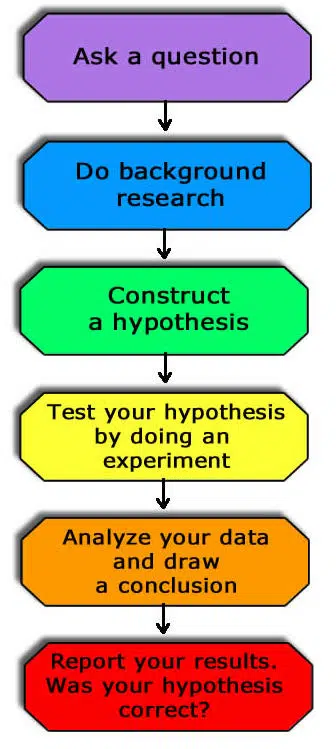 Ask a question
Do background
research
Construct
a hypothesis
Test your hypothesis
by doing an
experiment
Analyze your data
and draw
a conclusion
Report your results.
Was your hypothesis
correct?